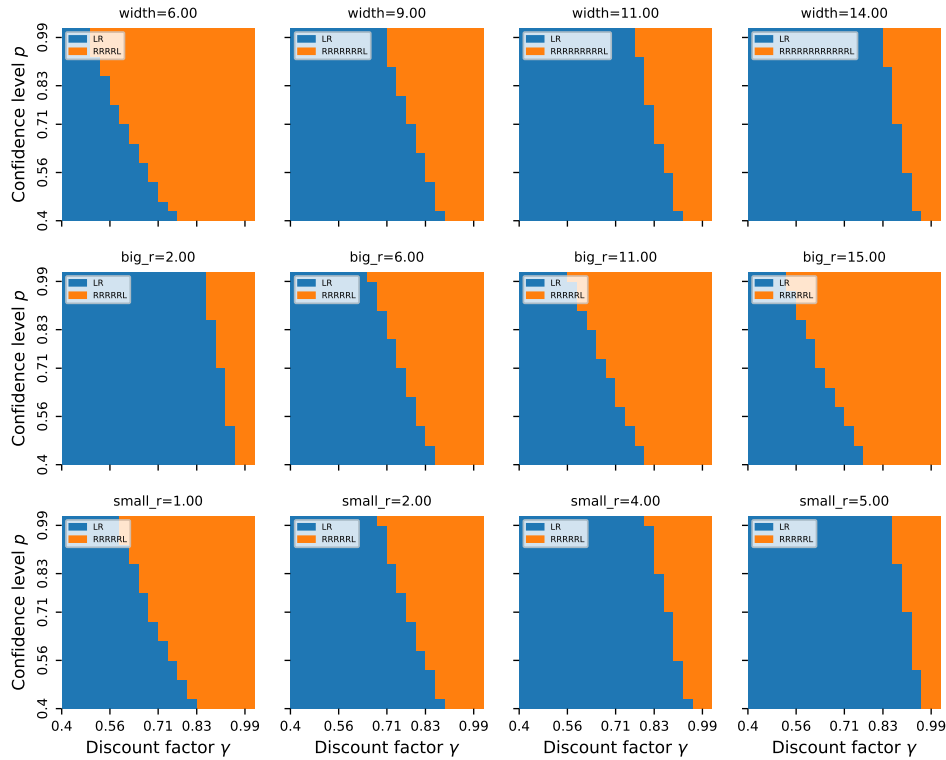 width=6.00 width=9.00 width=11.00 width=14.00
LR LR LR LR
RRRRL RRRRRRRL RRRRRRRRRL RRRRRRRRRRRRL
Confidence level p
0.99
0.83
0.71
0.56
0.4
big_r=2.00 big_r=6.00 big_r=11.00 big_r=15.00
LR LR LR LR
RRRRRL RRRRRL RRRRRL RRRRRL
Confidence level p
0.99
0.83
0.71
0.56
0.4
small_r=1.00 small_r=2.00 small_r=4.00 small_r=5.00
LR LR LR LR
RRRRRL RRRRRL RRRRRL RRRRRL
Confidence level p
0.99
0.83
0.71
0.56
0.4
0.4 0.56 0.71 0.83 0.99 0.4 0.56 0.71 0.83 0.99 0.4 0.56 0.71 0.83 0.99 0.4 0.56 0.71 0.83 0.99
Discount factor γ Discount factor γ Discount factor γ Discount factor γ